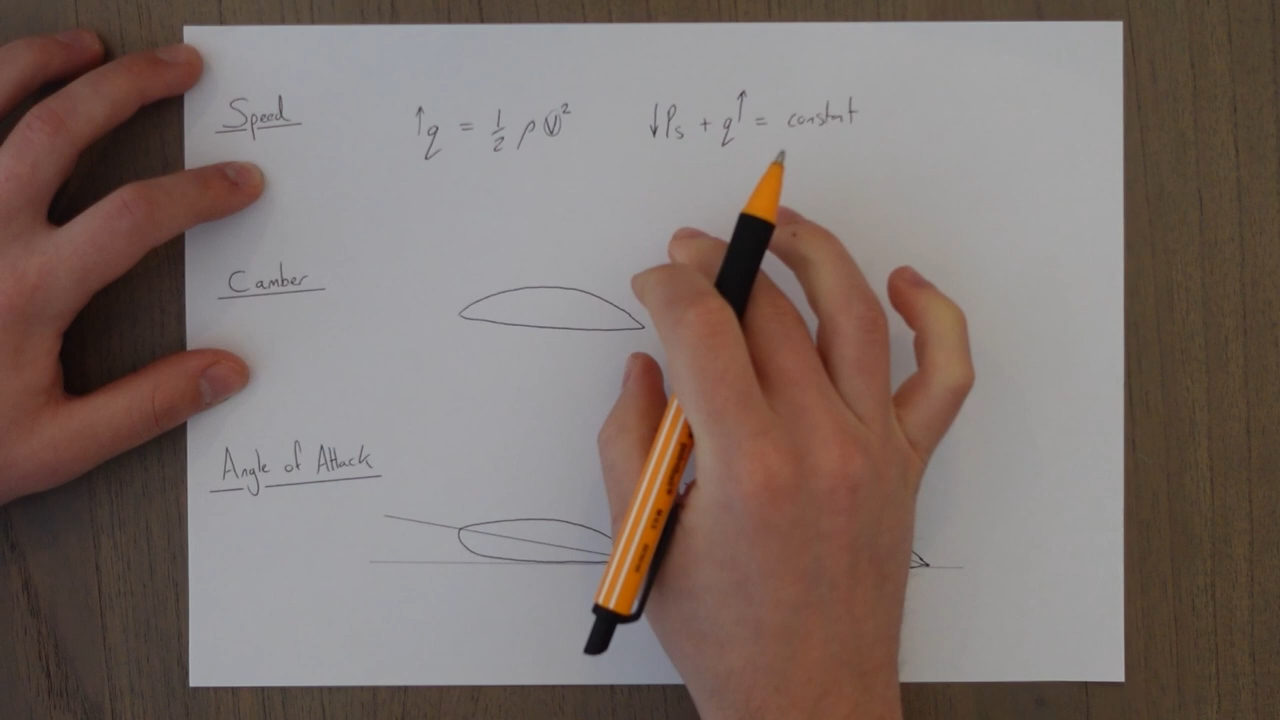 Speed
↑q = 1/2 ρ V² ↓Ps + q↑ = constant
Camber
Angle of Attack